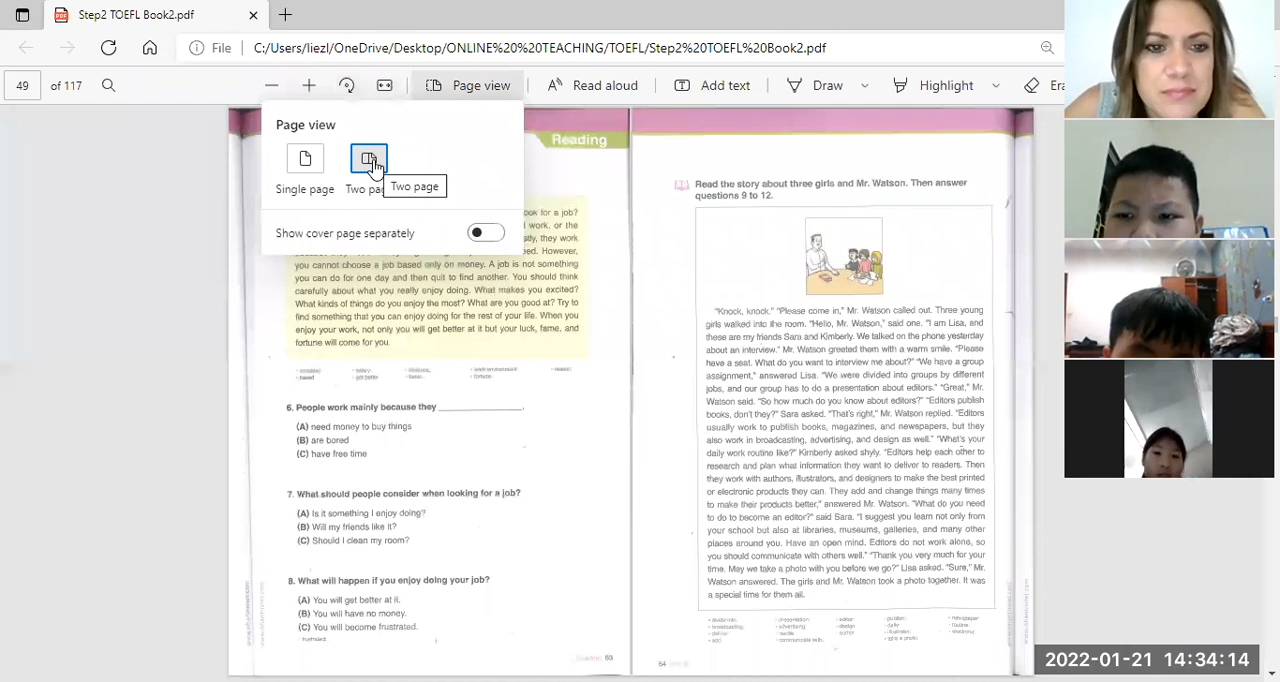 Step2 TOEFL Book2.pdf
File
C:/Users/liezl/OneDrive/Desktop/ONLINE%20%20TEACHING/TOEFL/Step2%20TOEFL%20Book2.pdf
49 of 117
Page view
Read aloud
Add text
Draw
Highlight
Era
Page view
Single page
Two pa
Two page
Show cover page separately
Reading
ook for a job?
work, or the
stly, they work
need. However,
you cannot choose a job based only on money. A job is not something
you can do for one day and then quit to find another. You should think
carefully about what you really enjoy doing. What makes you excited?
What kinds of things do you enjoy the most? What are you good at? Try to
find something that you can enjoy doing for the rest of your life. When you
enjoy your work, not only you will get better at it but your luck, fame, and
fortune will come for you.
6. People work mainly because they ____________.
(A) need money to buy things
(B) are bored
(C) have free time
7. What should people consider when looking for a job?
(A) Is it something I enjoy doing?
(B) Will my friends like it?
(C) Should I clean my room?
8. What will happen if you enjoy doing your job?
(A) You will get better at it.
(B) You will have no money.
(C) You will become frustrated.
63
Read the story about three girls and Mr. Watson. Then answer
questions 9 to 12.
"Knock, knock." "Please come in," Mr. Watson called out. Three young
girls walked into the room. "Hello, Mr. Watson," said one. "I am Lisa, and
these are my friends Sara and Kimberly. We talked on the phone yesterday
about an interview." Mr. Watson greeted them with a warm smile. "Please
have a seat. What do you want to interview me about?" "We have a group
assignment," answered Lisa. "We were divided into groups by different
jobs, and our group has to do a presentation about editors." "Great," Mr.
Watson said. "So how much do you know about editors?" "Editors publish
books, don't they?" Sara asked. "That's right," Mr. Watson replied. "Editors
usually work to publish books, magazines, and newspapers, but they
also work in broadcasting, advertising, and design as well." "What's your
daily work routine like?" Kimberly asked shyly. "Editors help each other to
research and plan what information they want to deliver to readers. Then
they work with authors, illustrators, and designers to make the best printed
or electronic products they can. They add and change things many times
to make their products better," answered Mr. Watson. "What do you need
to do to become an editor?" said Sara. "I suggest you learn not only from
your school but also at libraries, museums, galleries, and many other
places around you. Have an open mind. Editors do not work alone, so
you should communicate with others well." "Thank you very much for your
time. May we take a photo with you before we go?" Lisa asked. "Sure," Mr.
Watson answered. The girls and Mr. Watson took a photo together. It was
a special time for them all.
64
2022-01-21 14:34:14